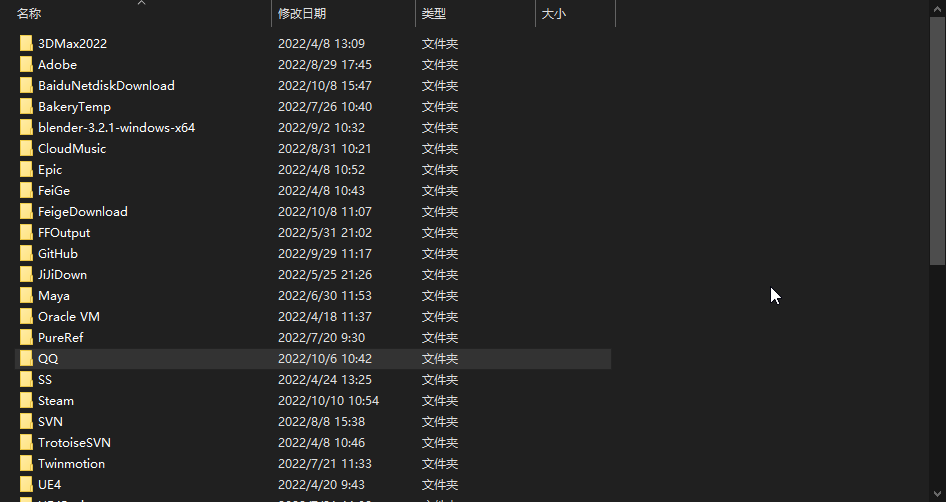 名称 修改日期 类型 大小
3DMax2022 2022/4/8 13:09 文件夹
Adobe 2022/8/29 17:45 文件夹
BaiduNetdiskDownload 2022/10/8 15:47 文件夹
BakeryTemp 2022/7/26 10:40 文件夹
blender-3.2.1-windows-x64 2022/9/2 10:32 文件夹
CloudMusic 2022/8/31 10:21 文件夹
Epic 2022/4/8 10:52 文件夹
FeiGe 2022/4/8 10:43 文件夹
FeigeDownload 2022/10/8 11:07 文件夹
FFOutput 2022/5/31 21:02 文件夹
GitHub 2022/9/29 11:17 文件夹
JiJiDown 2022/5/25 21:26 文件夹
Maya 2022/6/30 11:53 文件夹
Oracle VM 2022/4/18 11:37 文件夹
PureRef 2022/7/20 9:30 文件夹
QQ 2022/10/6 10:42 文件夹
SS 2022/4/24 13:25 文件夹
Steam 2022/10/10 10:54 文件夹
SVN 2022/8/8 15:38 文件夹
TrotoiseSVN 2022/4/8 10:46 文件夹
Twinmotion 2022/7/21 11:33 文件夹
UE4 2022/4/20 9:43 文件夹